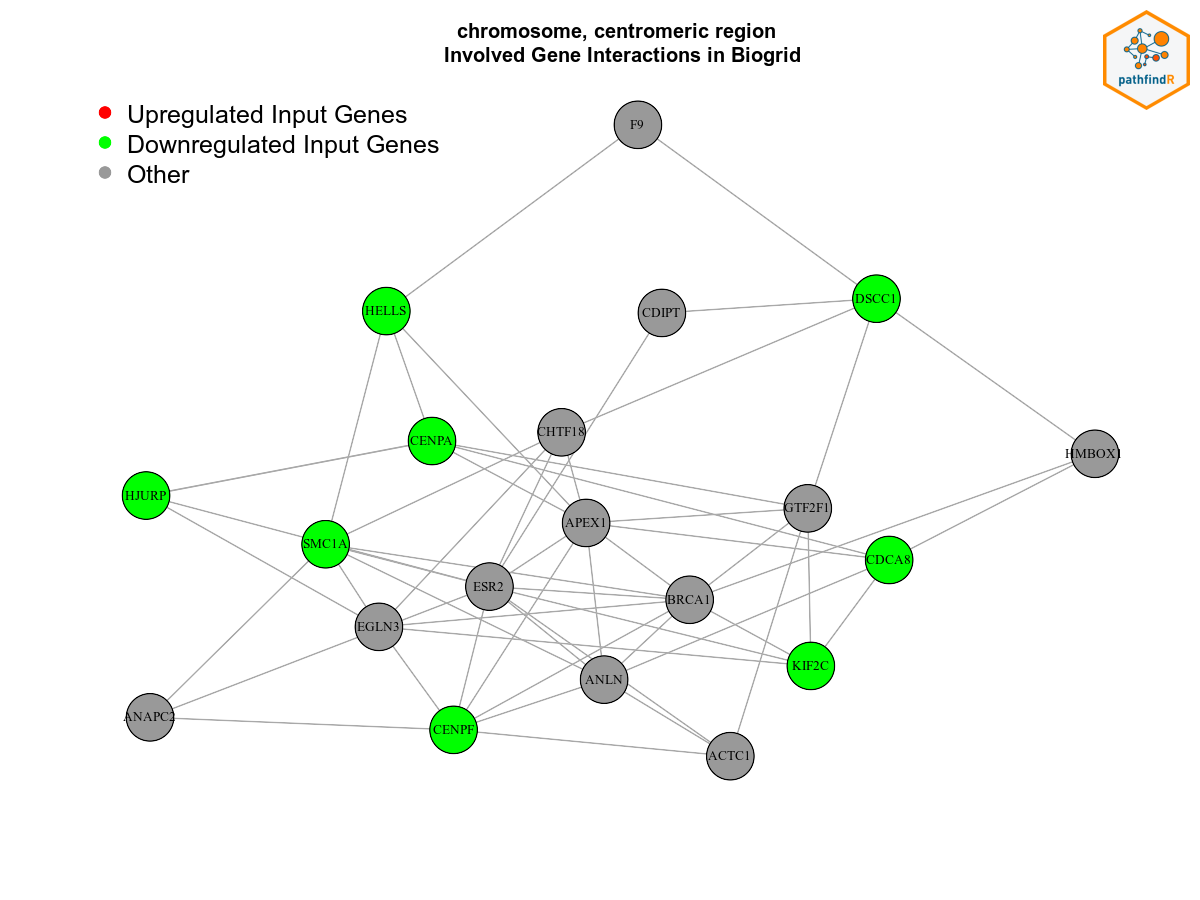 chromosome, centromeric region
Involved Gene Interactions in Biogrid
pathfindR
Upregulated Input Genes
Downregulated Input Genes
Other
F9
HELLS
CDIPT
DSCC1
CENPA
CHTF18
HMBOX1
HJURP
APEX1
GTF2F1
SMC1A
CDCA8
ESR2
BRCA1
EGLN3
KIF2C
ANLN
ANAPC2
CENPF
ACTC1